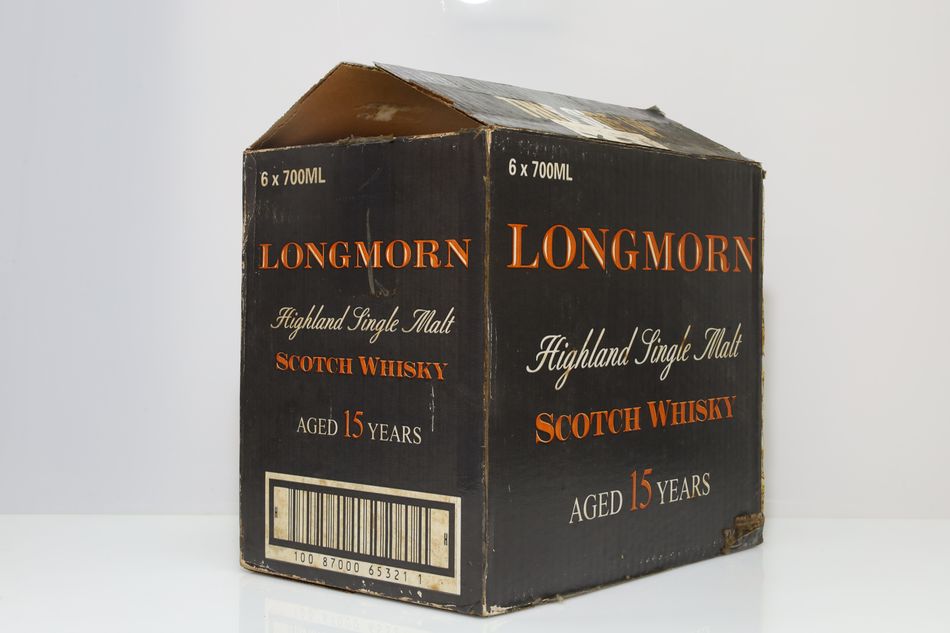 6 x 700ML
LONGMORN
Highland Single Malt
SCOTCH WHISKY
AGED 15 YEARS
100 87000 65321 1
6 x 700ML
LONGMORN
Highland Single Malt
SCOTCH WHISKY
AGED 15 YEARS